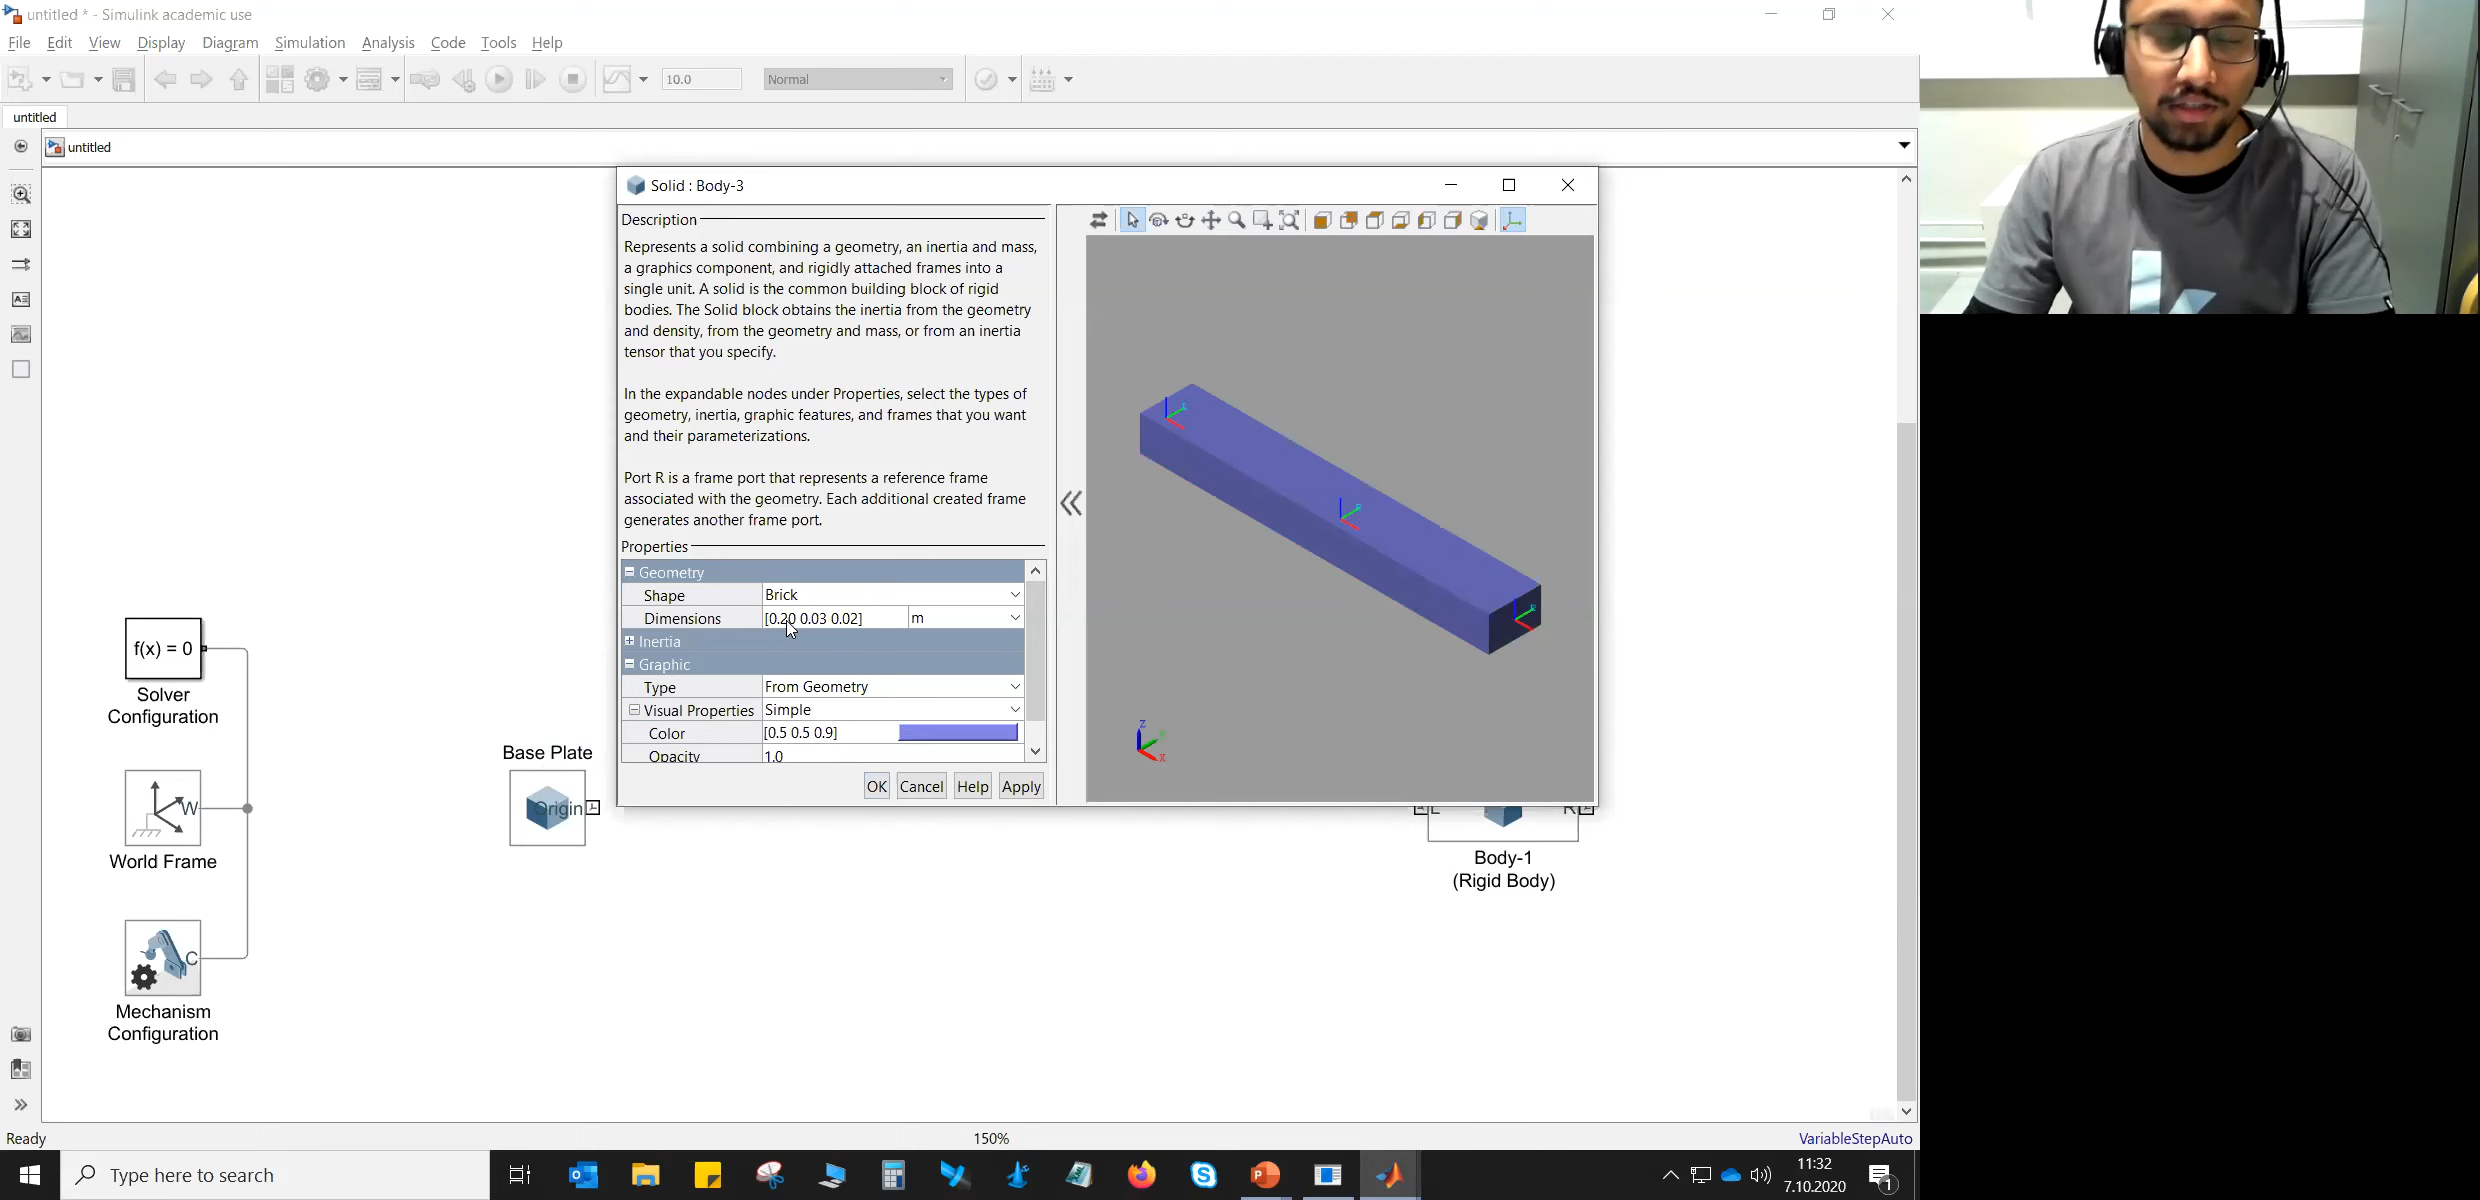 untitled * - Simulink academic use
File Edit View Display Diagram Simulation Analysis Code Tools Help
10.0 Normal
untitled
untitled
Solid : Body-3
Description
Represents a solid combining a geometry, an inertia and mass,
a graphics component, and rigidly attached frames into a
single unit. A solid is the common building block of rigid
bodies. The Solid block obtains the inertia from the geometry
and density, from the geometry and mass, or from an inertia
tensor that you specify.
In the expandable nodes under Properties, select the types of
geometry, inertia, graphic features, and frames that you want
and their parameterizations.
Port R is a frame port that represents a reference frame
associated with the geometry. Each additional created frame
generates another frame port.
Properties
Geometry
Shape Brick
Dimensions [0.20 0.03 0.02] m
Inertia
Graphic
Type From Geometry
Visual Properties Simple
Color [0.5 0.5 0.9]
Opacity 1.0
OK Cancel Help Apply
z
x
f(x) = 0
Solver
Configuration
W
World Frame
C
Mechanism
Configuration
Base Plate
Origin
L R
Body-1
(Rigid Body)
Ready 150% VariableStepAuto
Type here to search
11:32
7.10.2020
1